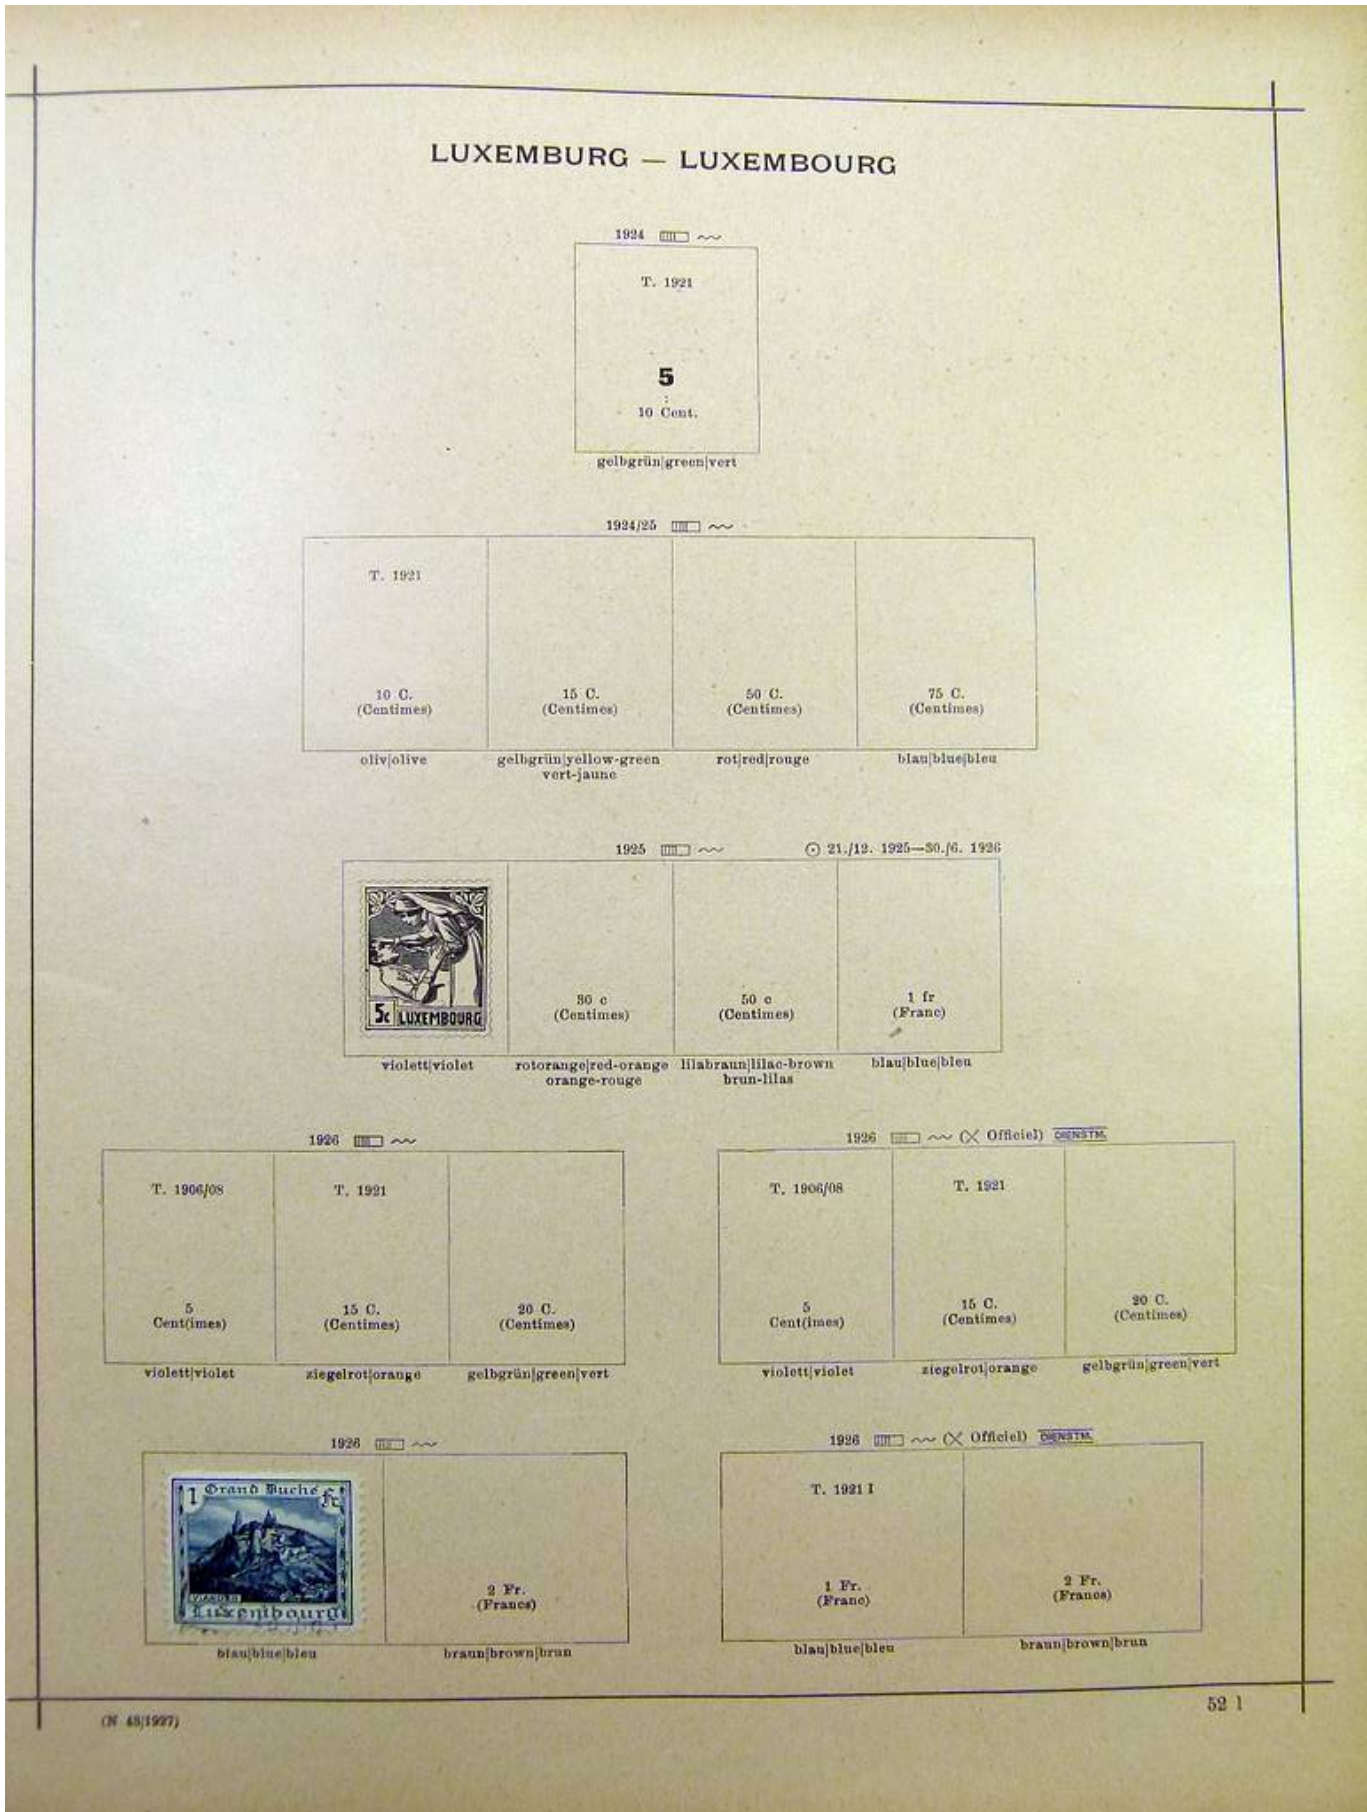 LUXEMBURG — LUXEMBOURG
1924
T. 1921
5
:
10 Cent.
gelbgrün|green|vert
1924/25
T. 1921
10 C.
(Centimes)
15 C.
(Centimes)
50 C.
(Centimes)
75 C.
(Centimes)
oliv|olive
gelbgrün|yellow-green
vert-jaune
rot|red|rouge
blau|blue|bleu
1925
21./12. 1925—30./6. 1926
5c LUXEMBOURG
30 c
(Centimes)
50 c
(Centimes)
1 fr
(Franc)
violett|violet
rotorange|red-orange
orange-rouge
lilabraun|lilac-brown
brun-lilas
blau|blue|bleu
1926
T. 1906/08
T. 1921
5
Cent(imes)
15 C.
(Centimes)
20 C.
(Centimes)
violett|violet
ziegelrot|orange
gelbgrün|green|vert
1926 (X Officiel) DIENSTM.
T. 1906/08
T. 1921
5
Cent(imes)
15 C.
(Centimes)
20 C.
(Centimes)
violett|violet
ziegelrot|orange
gelbgrün|green|vert
1926
1 Grand Duché fr
VIANDEN
Luxembourg
2 Fr.
(Francs)
blau|blue|bleu
braun|brown|brun
1926 (X Officiel) DIENSTM.
T. 1921 I
1 Fr.
(Franc)
2 Fr.
(Francs)
blau|blue|bleu
braun|brown|brun
(N 48/1927)
52 l